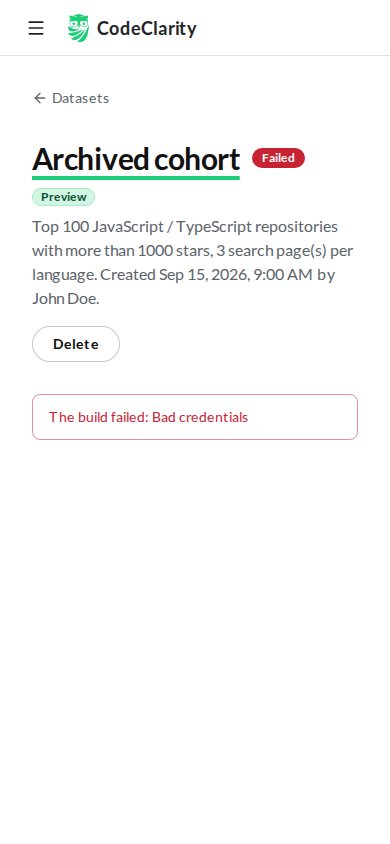 CodeClarity
Datasets
Archived cohort
Failed
Preview
Top 100 JavaScript / TypeScript repositories
with more than 1000 stars, 3 search page(s) per
language. Created Sep 15, 2026, 9:00 AM by
John Doe.
Delete
The build failed: Bad credentials